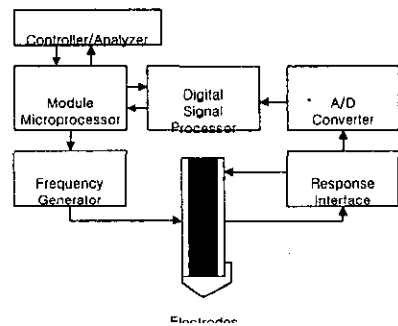 Controller/Analyzer
Module
Microprocessor
Digital
Signal
Processor
A/D
Converter
Frequency
Generator
Response
Interface
Electrodes